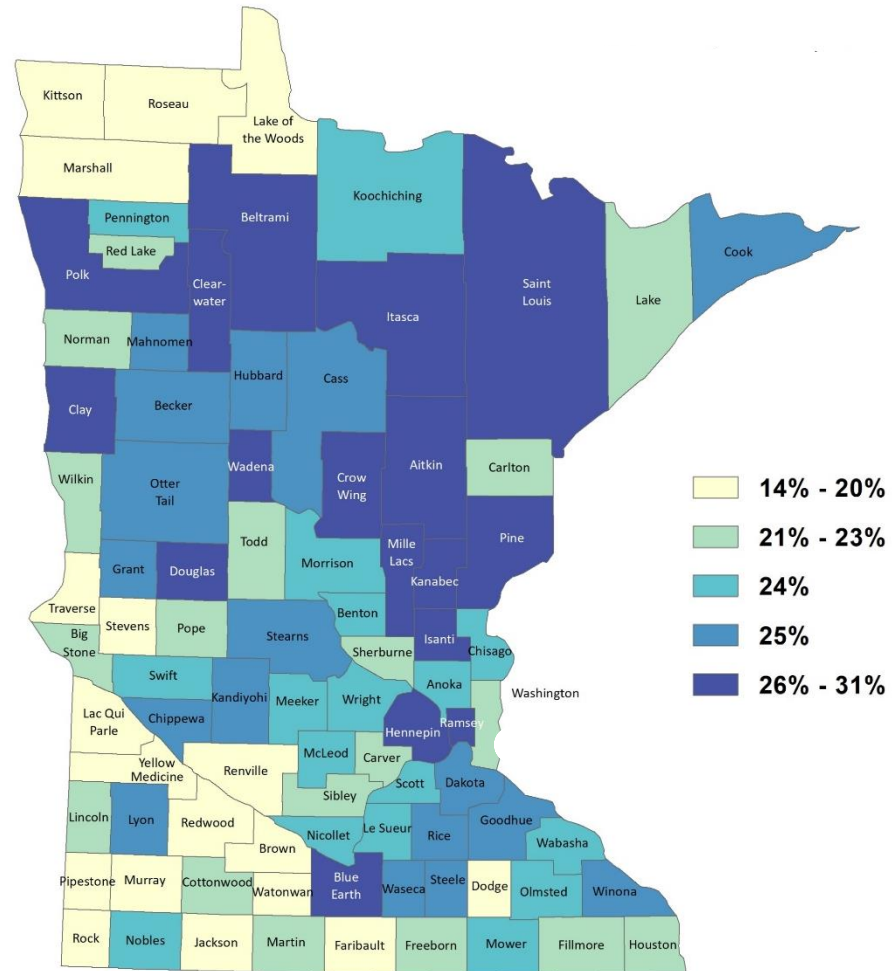 Kittson
Roseau
Lake of
the Woods
Marshall
Koochiching
Pennington
Beltrami
Red Lake
Polk
Clear-
water
Saint
Louis
Cook
Itasca
Lake
Norman
Mahnomen
Hubbard
Cass
Clay
Becker
Wadena
Aitkin
Carlton
Crow
Wing
Wilkin
Otter
Tail
14% - 20%
Pine
21% - 23%
Todd
Mille
Lacs
Morrison
Grant
Douglas
Kanabec
24%
Traverse
Stevens
Pope
Benton
Stearns
Isanti
25%
Big
Stone
Sherburne
Chisago
Swift
Anoka
26% - 31%
Kandiyohi
Meeker
Wright
Washington
Lac Qui
Parle
Chippewa
Hennepin
Ramsey
McLeod
Carver
Yellow
Medicine
Renville
Scott
Dakota
Sibley
Lincoln
Lyon
Redwood
Nicollet
Le Sueur
Rice
Goodhue
Wabasha
Brown
Pipestone
Murray
Cottonwood
Watonwan
Blue
Earth
Waseca
Steele
Dodge
Olmsted
Winona
Rock
Nobles
Jackson
Martin
Faribault
Freeborn
Mower
Fillmore
Houston